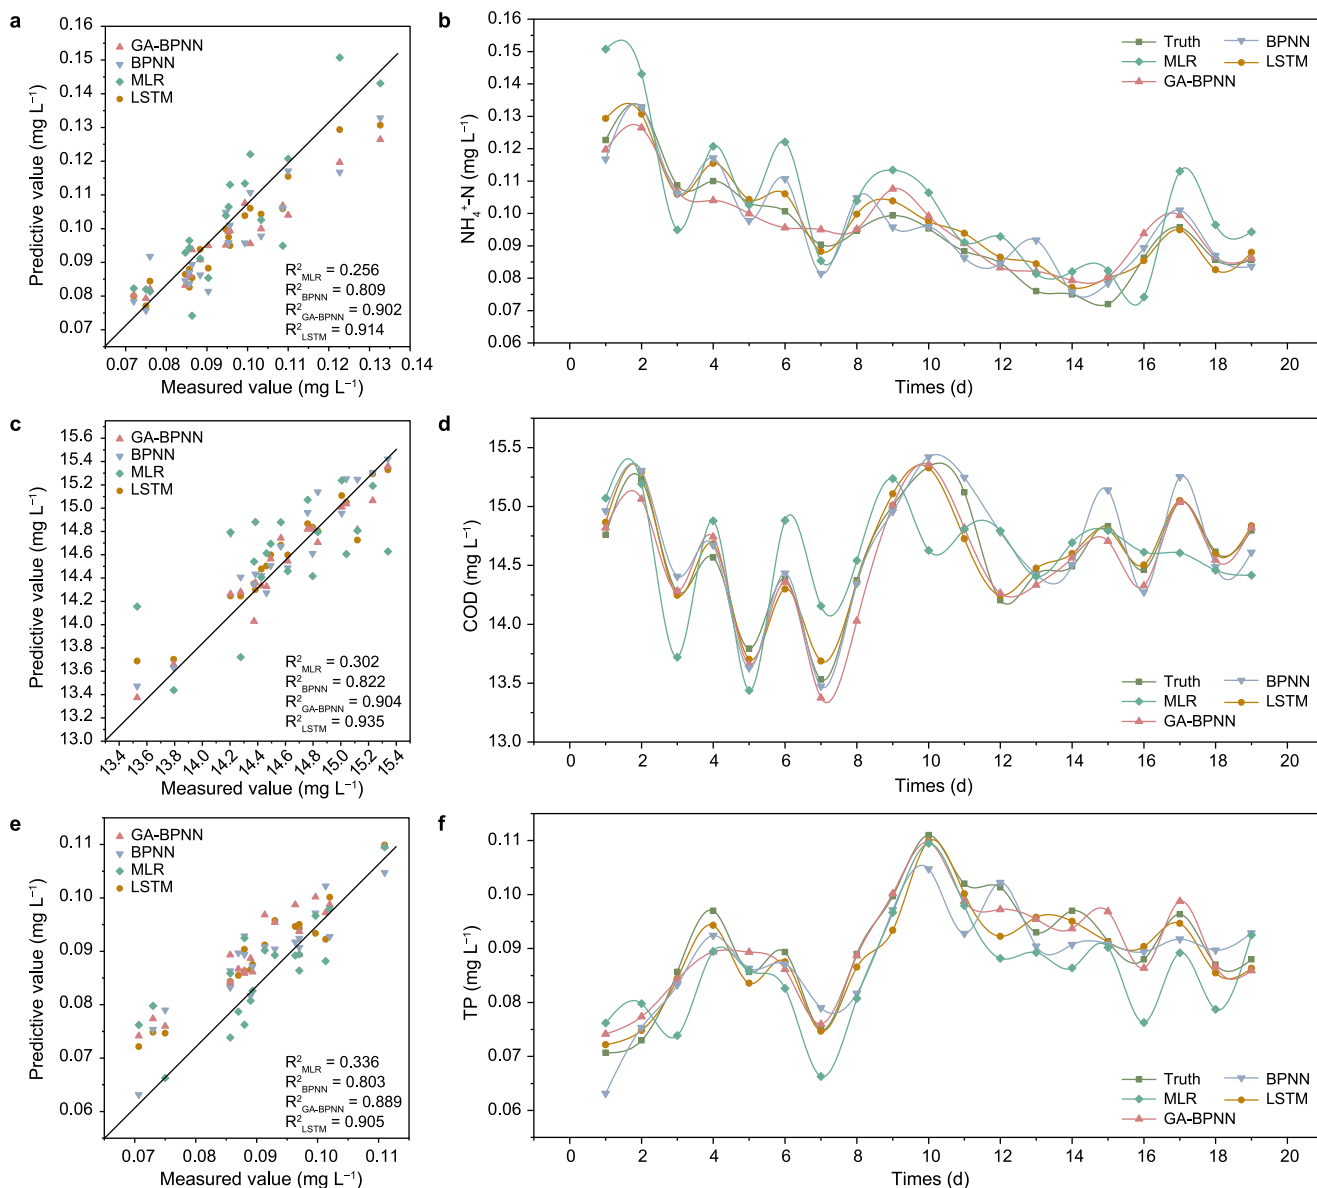 a
0.16
0.15
0.14
0.13
0.12
0.11
0.10
0.09
0.08
0.07
Predictive value (mg L⁻¹)
GA-BPNN
BPNN
MLR
LSTM
R²MLR = 0.256
R²BPNN = 0.809
R²GA-BPNN = 0.902
R²LSTM = 0.914
0.07 0.08 0.09 0.10 0.11 0.12 0.13 0.14
Measured value (mg L⁻¹)
b
0.16
0.15
0.14
0.13
0.12
0.11
0.10
0.09
0.08
0.07
0.06
NH₄⁺-N (mg L⁻¹)
Truth BPNN
MLR LSTM
GA-BPNN
0 2 4 6 8 10 12 14 16 18 20
Times (d)
c
15.6
15.4
15.2
15.0
14.8
14.6
14.4
14.2
14.0
13.8
13.6
13.4
13.2
13.0
Predictive value (mg L⁻¹)
GA-BPNN
BPNN
MLR
LSTM
R²MLR = 0.302
R²BPNN = 0.822
R²GA-BPNN = 0.904
R²LSTM = 0.935
13.4 13.6 13.8 14.0 14.2 14.4 14.6 14.8 15.0 15.2 15.4
Measured value (mg L⁻¹)
d
15.5
15.0
14.5
14.0
13.5
13.0
COD (mg L⁻¹)
Truth BPNN
MLR LSTM
GA-BPNN
0 2 4 6 8 10 12 14 16 18 20
Times (d)
e
0.11
0.10
0.09
0.08
0.07
0.06
Predictive value (mg L⁻¹)
GA-BPNN
BPNN
MLR
LSTM
R²MLR = 0.336
R²BPNN = 0.803
R²GA-BPNN = 0.889
R²LSTM = 0.905
0.07 0.08 0.09 0.10 0.11
Measured value (mg L⁻¹)
f
0.11
0.10
0.09
0.08
0.07
0.06
TP (mg L⁻¹)
Truth BPNN
MLR LSTM
GA-BPNN
0 2 4 6 8 10 12 14 16 18 20
Times (d)